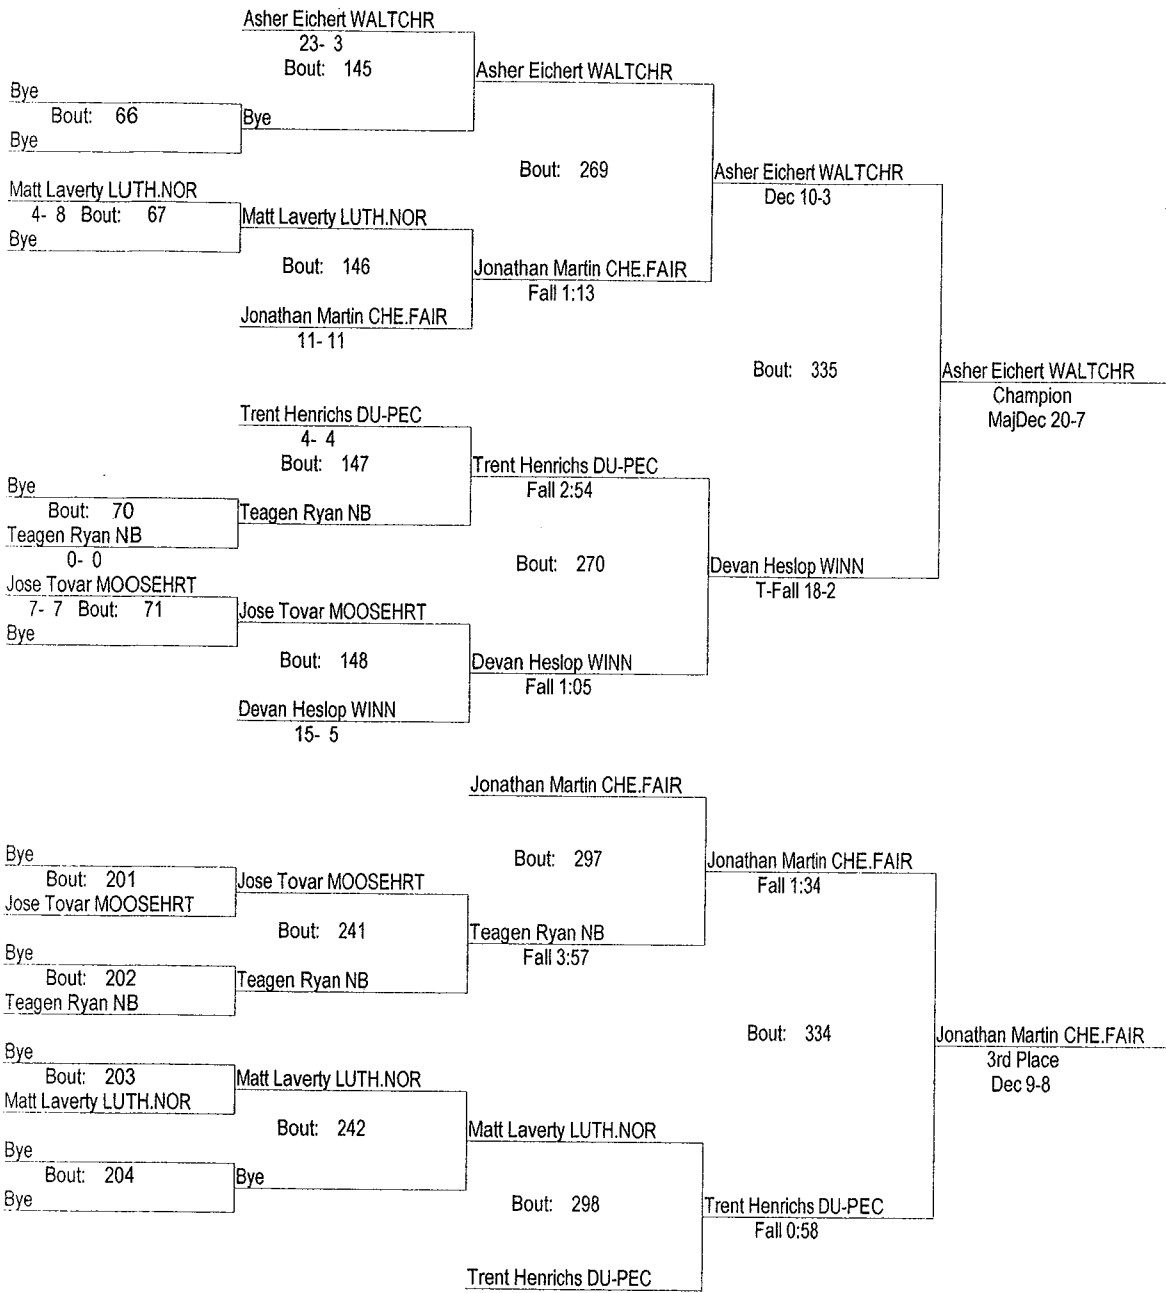 Asher Eichert WALTCHR
23- 3
Bout: 145
Asher Eichert WALTCHR
Bye
Bout: 66
Bye
Bye
Bout: 269
Asher Eichert WALTCHR
Dec 10-3
Matt Laverty LUTH.NOR
4- 8 Bout: 67
Bye
Matt Laverty LUTH.NOR
Bout: 146
Jonathan Martin CHE.FAIR
Fall 1:13
Jonathan Martin CHE.FAIR
11- 11
Bout: 335
Asher Eichert WALTCHR
Champion
MajDec 20-7
Trent Henrichs DU-PEC
4- 4
Bout: 147
Trent Henrichs DU-PEC
Fall 2:54
Bye
Bout: 70
Teagen Ryan NB
0- 0
Teagen Ryan NB
Bout: 270
Devan Heslop WINN
T-Fall 18-2
Jose Tovar MOOSEHRT
7- 7 Bout: 71
Bye
Jose Tovar MOOSEHRT
Bout: 148
Devan Heslop WINN
Fall 1:05
Devan Heslop WINN
15- 5
Jonathan Martin CHE.FAIR
Bout: 297
Jonathan Martin CHE.FAIR
Fall 1:34
Bye
Bout: 201
Jose Tovar MOOSEHRT
Jose Tovar MOOSEHRT
Bout: 241
Teagen Ryan NB
Fall 3:57
Bye
Bout: 202
Teagen Ryan NB
Teagen Ryan NB
Bout: 334
Jonathan Martin CHE.FAIR
3rd Place
Dec 9-8
Bye
Bout: 203
Matt Laverty LUTH.NOR
Matt Laverty LUTH.NOR
Bout: 242
Matt Laverty LUTH.NOR
Bye
Bout: 204
Bye
Bye
Bout: 298
Trent Henrichs DU-PEC
Fall 0:58
Trent Henrichs DU-PEC